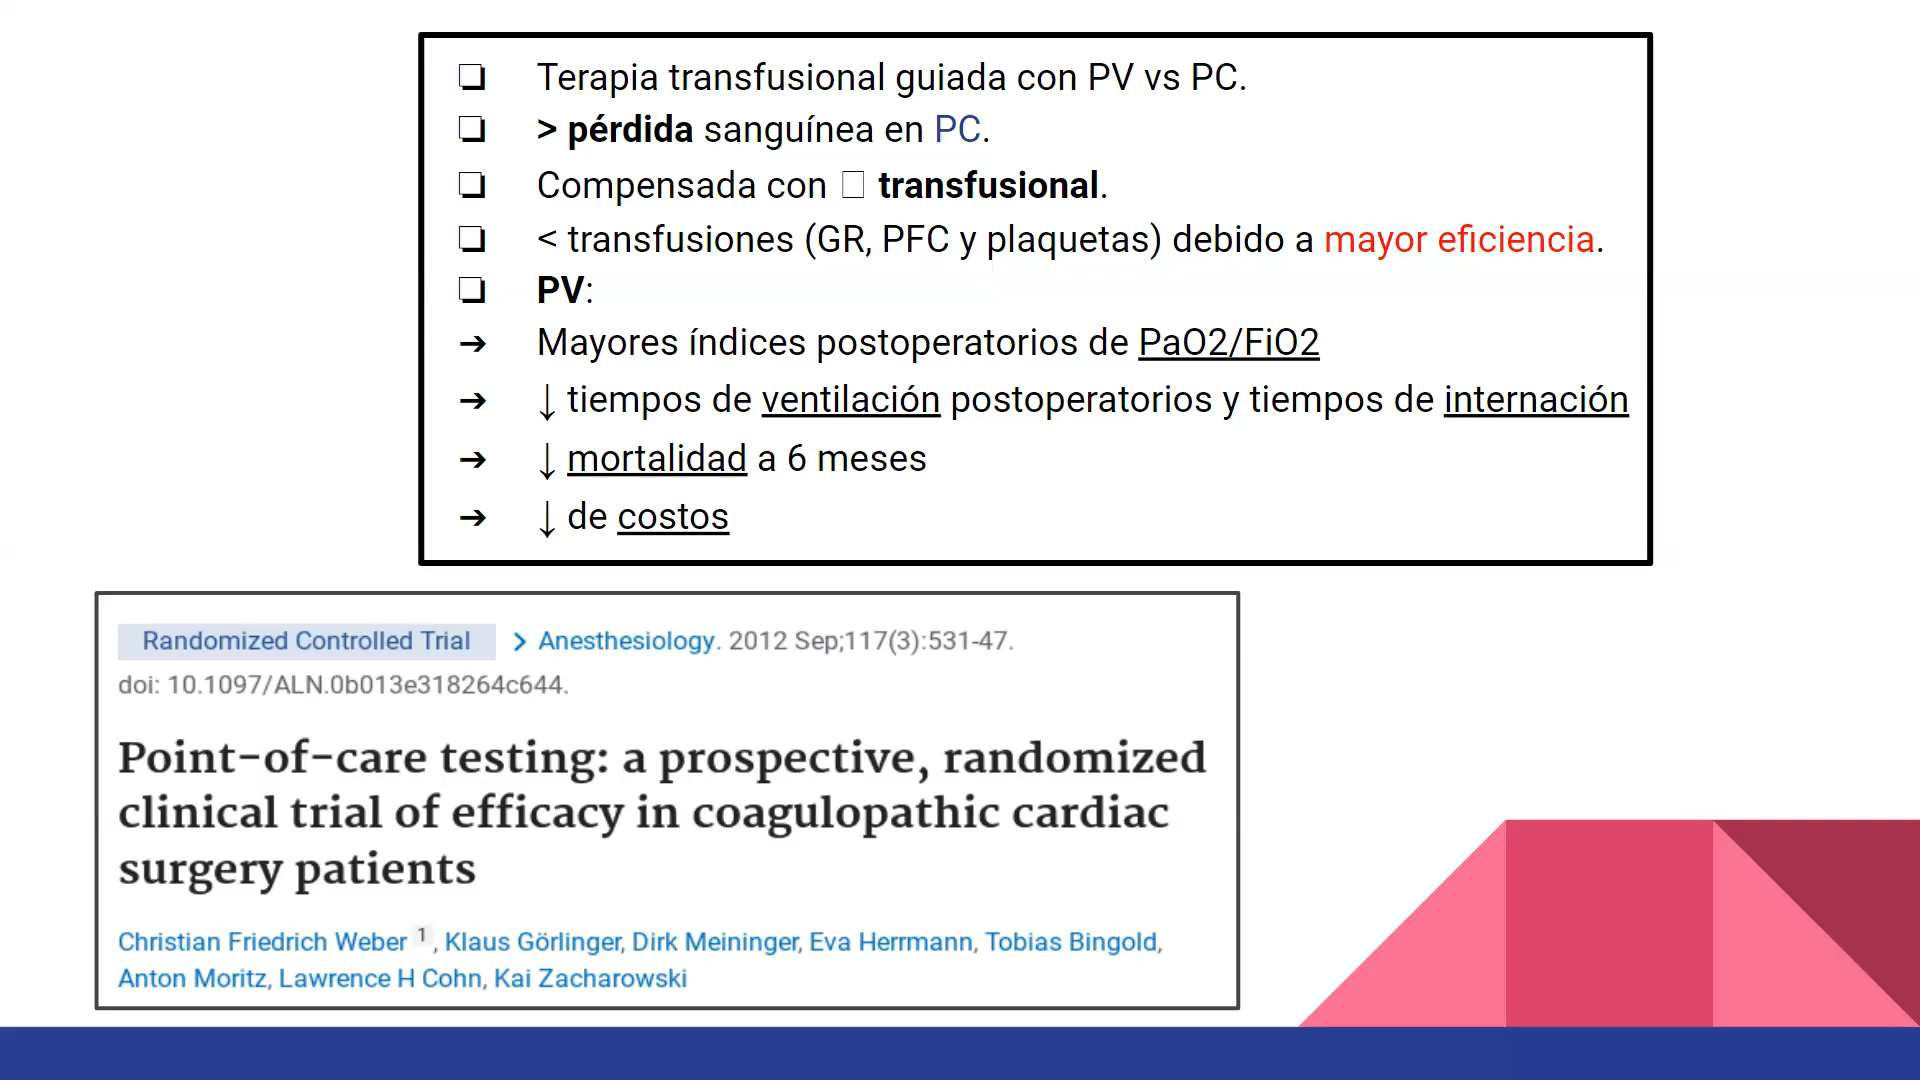 ❏ Terapia transfusional guiada con PV vs PC.
❏ > pérdida sanguínea en PC.
❏ Compensada con □ transfusional.
❏ < transfusiones (GR, PFC y plaquetas) debido a mayor eficiencia.
❏ PV:
➔ Mayores índices postoperatorios de PaO2/FiO2
➔ ↓ tiempos de ventilación postoperatorios y tiempos de internación
➔ ↓ mortalidad a 6 meses
➔ ↓ de costos
Randomized Controlled Trial > Anesthesiology. 2012 Sep;117(3):531-47.
doi: 10.1097/ALN.0b013e318264c644.
Point-of-care testing: a prospective, randomized
clinical trial of efficacy in coagulopathic cardiac
surgery patients
Christian Friedrich Weber 1, Klaus Görlinger, Dirk Meininger, Eva Herrmann, Tobias Bingold,
Anton Moritz, Lawrence H Cohn, Kai Zacharowski